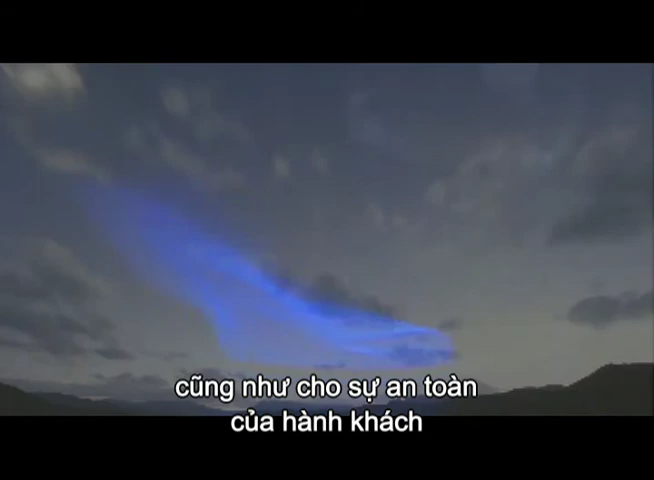 cũng như cho sự an toàn
của hành khách